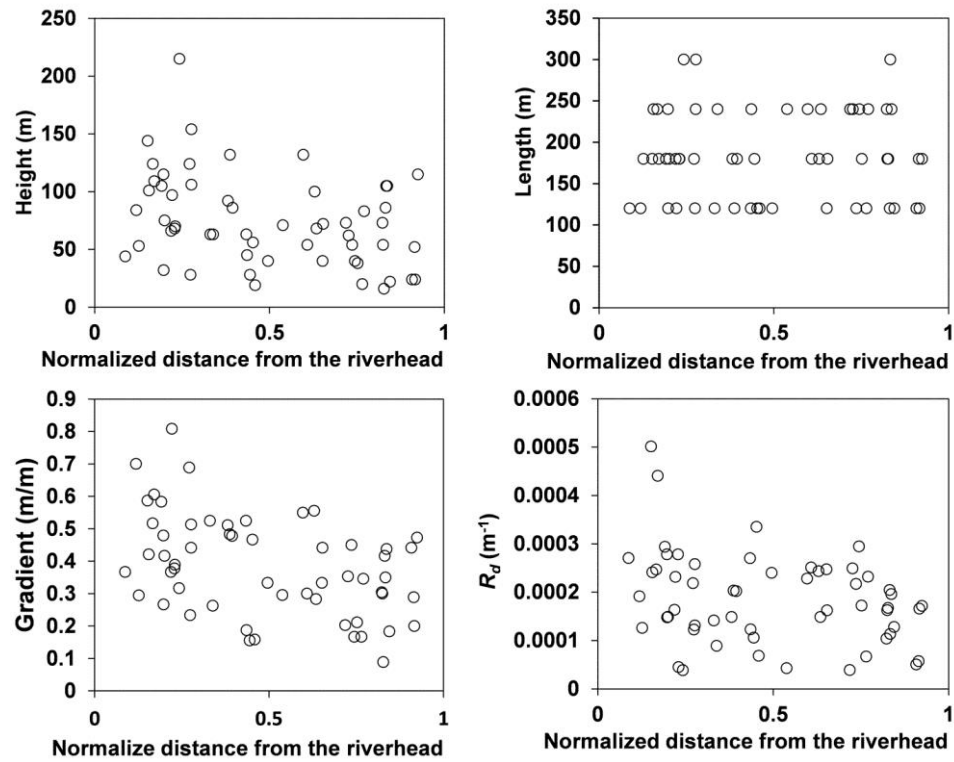 250
200
150
100
50
0
Height (m)
0 0.5 1
Normalized distance from the riverhead
350
300
250
200
150
100
50
0
Length (m)
0 0.5 1
Normalized distance from the riverhead
0.9
0.8
0.7
0.6
0.5
0.4
0.3
0.2
0.1
0
Gradient (m/m)
0 0.5 1
Normalize distance from the riverhead
0.0006
0.0005
0.0004
0.0003
0.0002
0.0001
0
R_d (m⁻¹)
0 0.5 1
Normalized distance from the riverhead